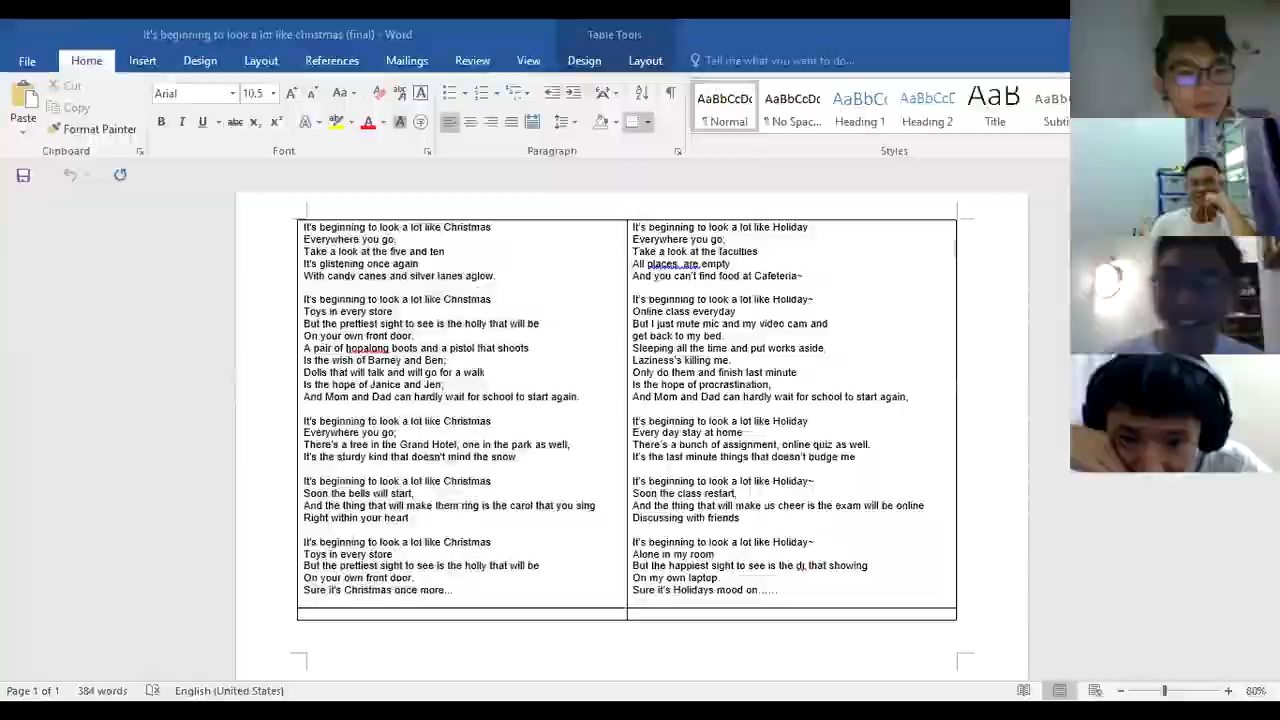 It's beginning to look a lot like christmas (final) - Word
Table Tools
File
Home
Insert
Design
Layout
References
Mailings
Review
View
Design
Layout
Tell me what you want to do...
Paste
Cut
Copy
Format Painter
Clipboard
Arial
10.5
Font
Paragraph
AaBbCcDc
¶ Normal
AaBbCcDc
¶ No Spac...
AaBbCc
Heading 1
AaBbCcDc
Heading 2
AaB
Title
AaBbCc
Subti
Styles
It's beginning to look a lot like Christmas
Everywhere you go.
Take a look at the five and ten
It's glistening once again
With candy canes and silver lanes aglow.
It's beginning to look a lot like Christmas
Toys in every store
But the prettiest sight to see is the holly that will be
On your own front door.
A pair of hopalong boots and a pistol that shoots
Is the wish of Barney and Ben;
Dolls that will talk and will go for a walk
Is the hope of Janice and Jen;
And Mom and Dad can hardly wait for school to start again.
It's beginning to look a lot like Christmas
Everywhere you go;
There's a tree in the Grand Hotel, one in the park as well,
It's the sturdy kind that doesn't mind the snow
It's beginning to look a lot like Christmas
Soon the bells will start,
And the thing that will make them ring is the carol that you sing
Right within your heart
It's beginning to look a lot like Christmas
Toys in every store
But the prettiest sight to see is the holly that will be
On your own front door.
Sure it's Christmas once more...
It's beginning to look a lot like Holiday
Everywhere you go;
Take a look at the faculties
All places are empty
And you can't find food at Cafeteria~
It's beginning to look a lot like Holiday~
Online class everyday
But I just mute mic and my video cam and
get back to my bed.
Sleeping all the time and put works aside,
Laziness's killing me.
Only do them and finish last minute
Is the hope of procrastination,
And Mom and Dad can hardly wait for school to start again,
It's beginning to look a lot like Holiday
Every day stay at home
There's a bunch of assignment, online quiz as well.
It's the last minute things that doesn't budge me
It's beginning to look a lot like Holiday~
Soon the class restart,
And the thing that will make us cheer is the exam will be online
Discussing with friends
It's beginning to look a lot like Holiday~
Alone in my room
But the happiest sight to see is the dr that showing
On my own laptop.
Sure it's Holidays mood on......
Page 1 of 1
384 words
English (United States)
80%